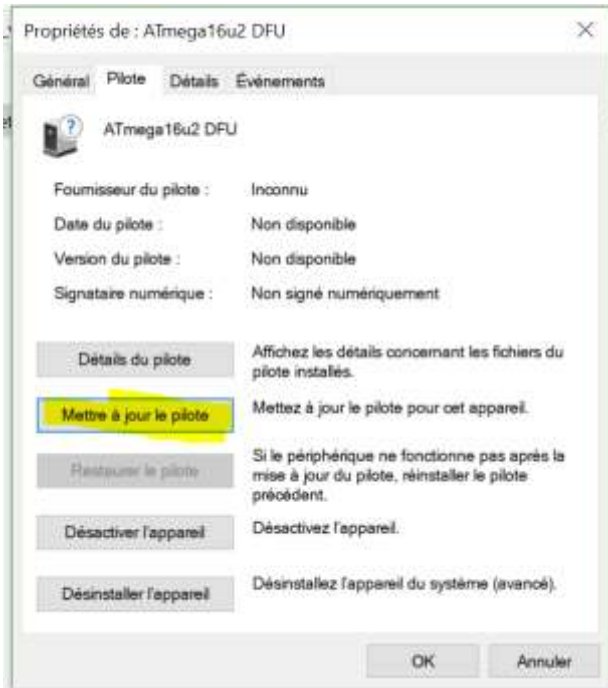 Propriétés de : ATmega16u2 DFU
Général Pilote Détails Événements
ATmega16u2 DFU
Fournisseur du pilote : Inconnu
Date du pilote : Non disponible
Version du pilote : Non disponible
Signataire numérique : Non signé numériquement
Détails du pilote
Affichez les détails concernant les fichiers du
pilote installés.
Mettre à jour le pilote
Mettez à jour le pilote pour cet appareil.
Restaurer le pilote
Si le périphérique ne fonctionne pas après la
mise à jour du pilote, réinstaller le pilote
précédent.
Désactiver l'appareil
Désactivez l'appareil.
Désinstaller l'appareil
Désinstallez l'appareil du système (avancé).
OK Annuler